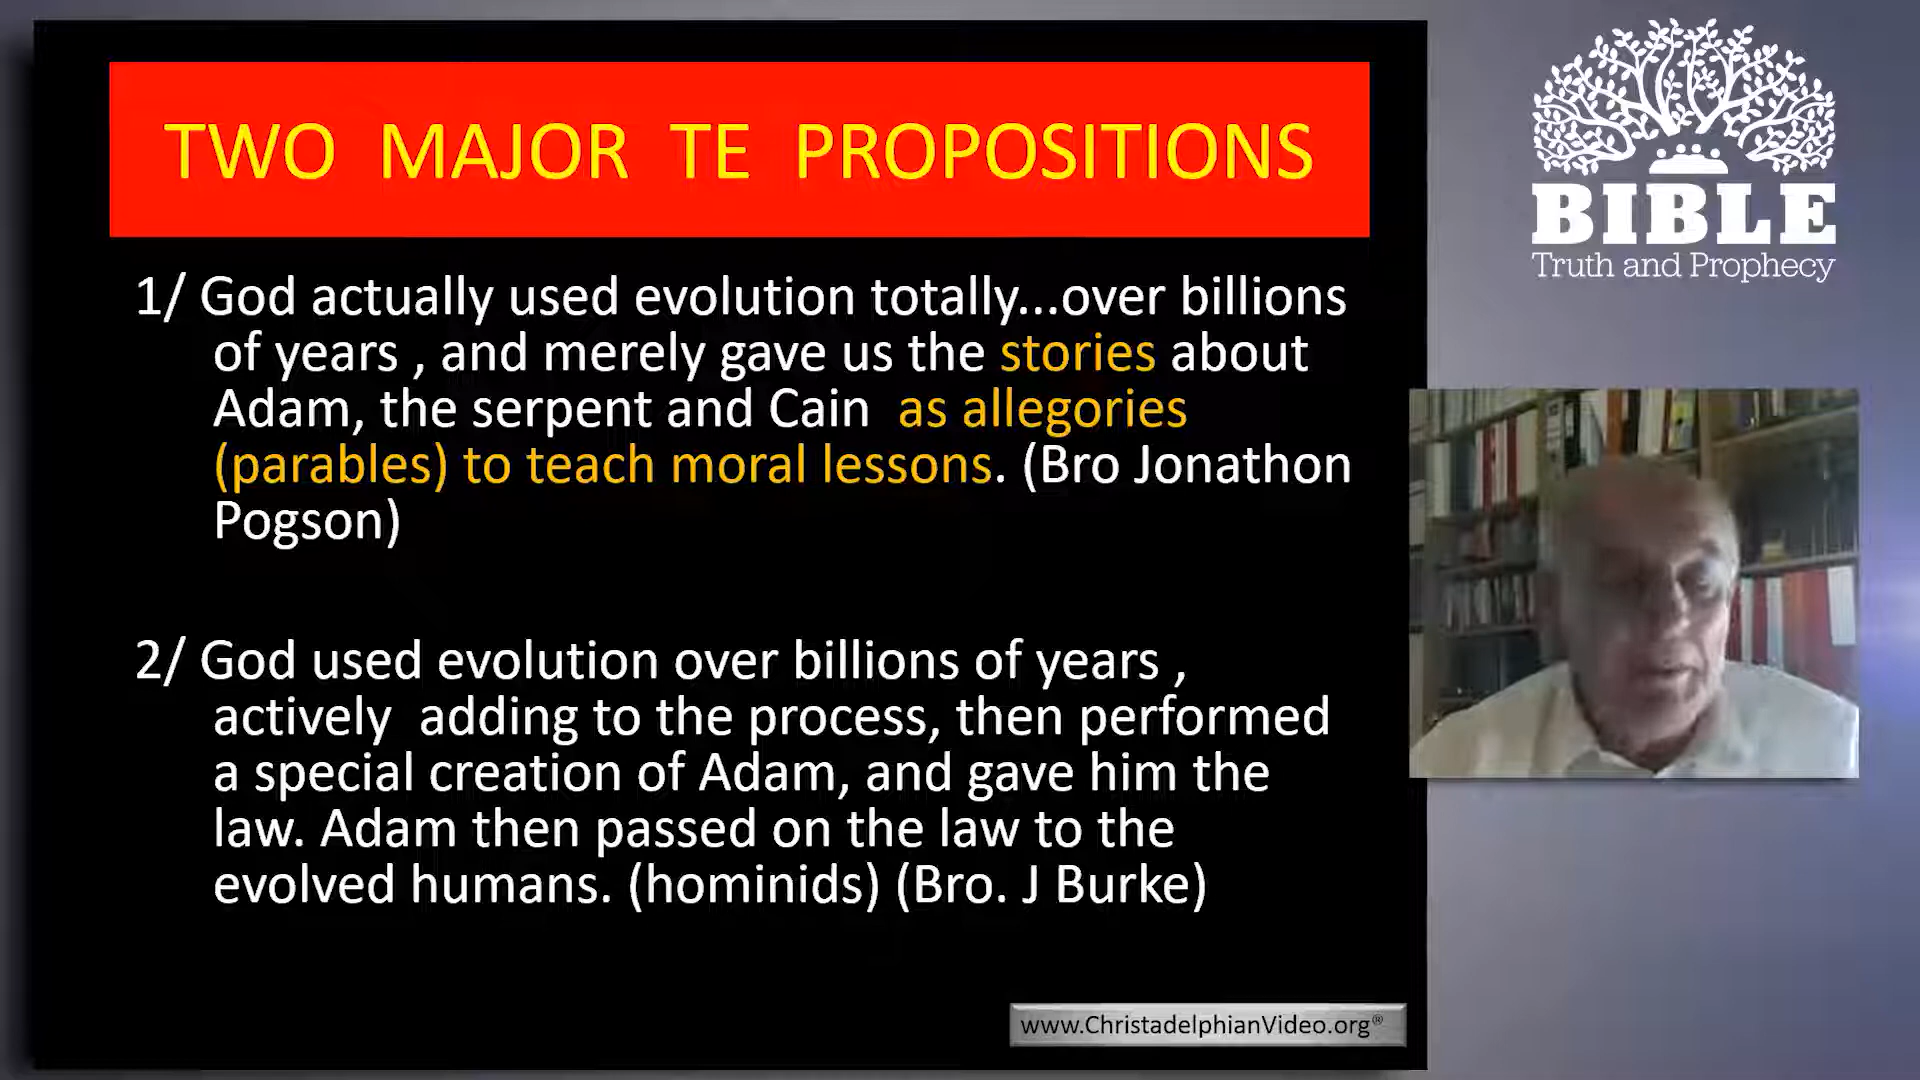 TWO MAJOR TE PROPOSITIONS
1/ God actually used evolution totally...over billions
of years , and merely gave us the stories about
Adam, the serpent and Cain as allegories
(parables) to teach moral lessons. (Bro Jonathon
Pogson)
2/ God used evolution over billions of years ,
actively adding to the process, then performed
a special creation of Adam, and gave him the
law. Adam then passed on the law to the
evolved humans. (hominids) (Bro. J Burke)
www.ChristadelphianVideo.org®
BIBLE
Truth and Prophecy